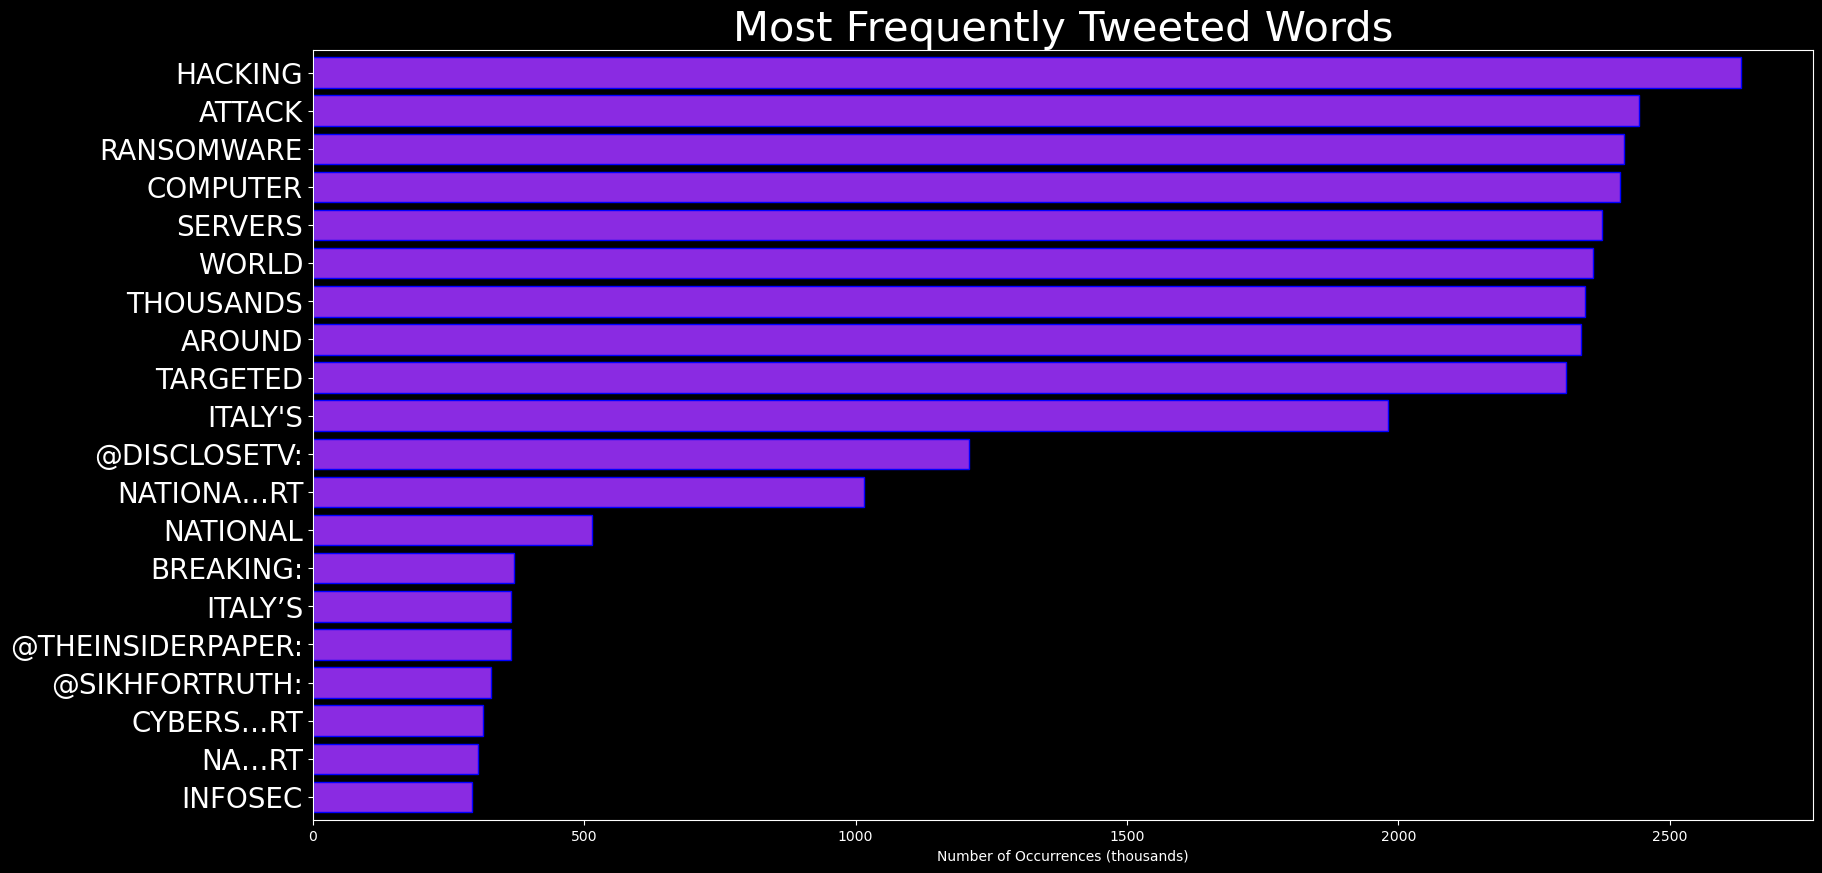 Most Frequently Tweeted Words
HACKING
ATTACK
RANSOMWARE
COMPUTER
SERVERS
WORLD
THOUSANDS
AROUND
TARGETED
ITALY'S
@DISCLOSETV:
NATIONA…RT
NATIONAL
BREAKING:
ITALY’S
@THEINSIDERPAPER:
@SIKHFORTRUTH:
CYBERS…RT
NA…RT
INFOSEC
0 500 1000 1500 2000 2500
Number of Occurrences (thousands)